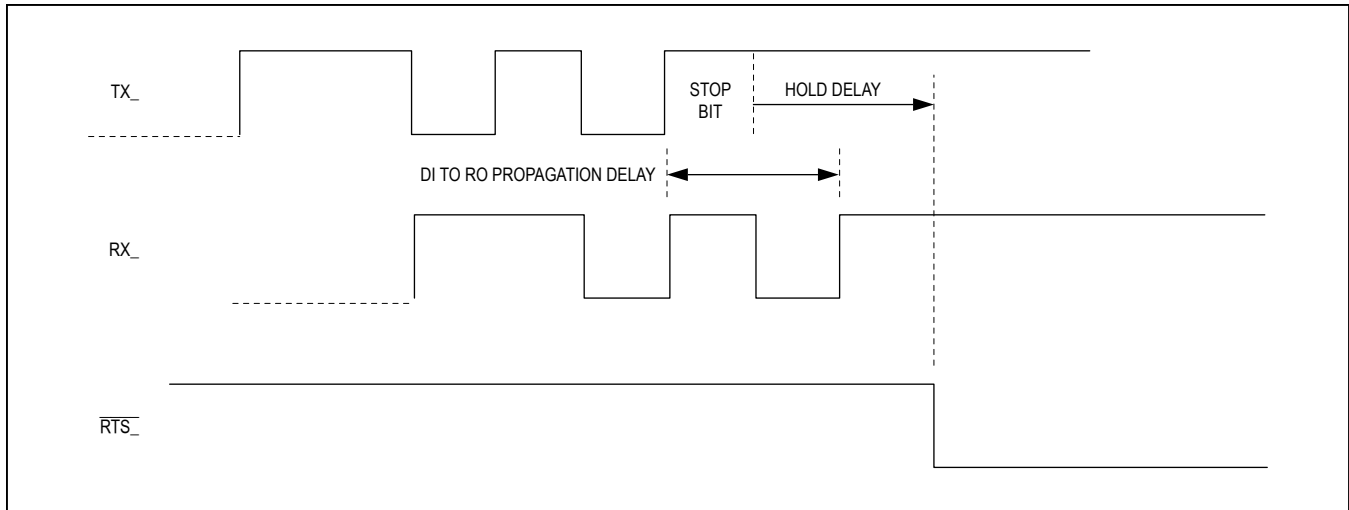 TX_
STOP
BIT
HOLD DELAY
DI TO RO PROPAGATION DELAY
RX_
RTS_